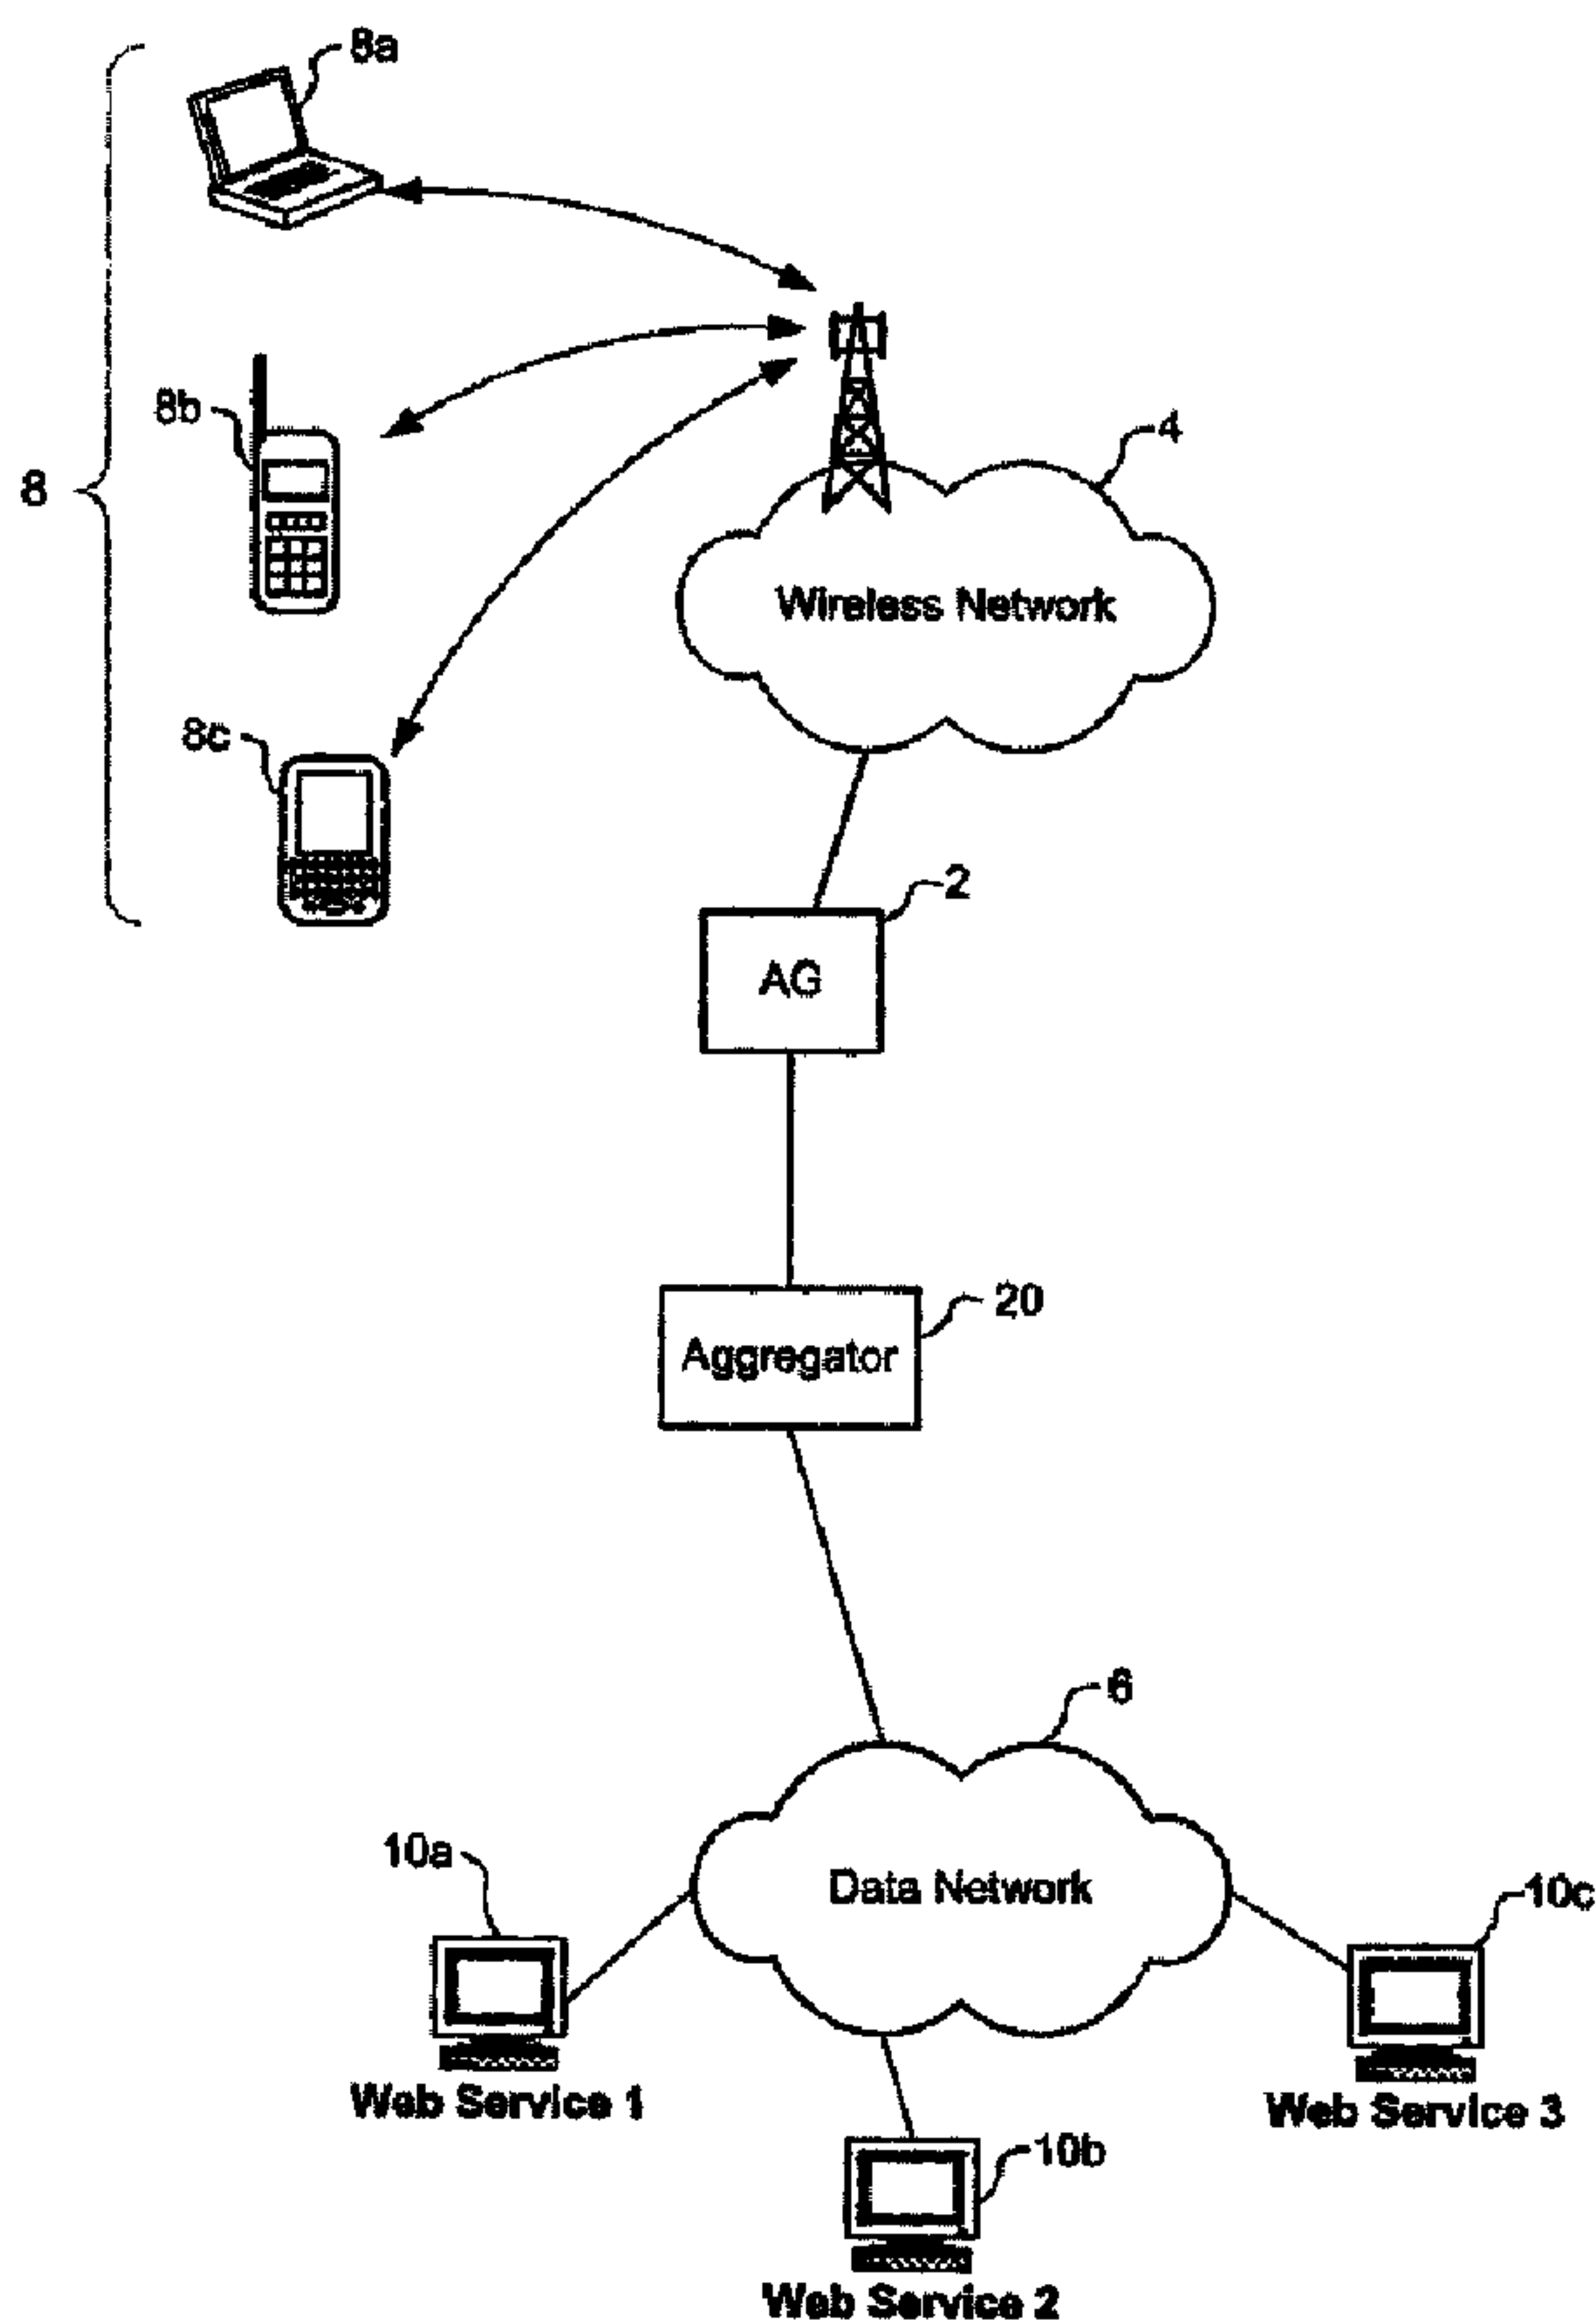 8a
8b
8
4
Wireless Network
8c
2
AG
20
Aggregator
6
10a
Data Network
10c
Web Service 1
Web Service 3
10b
Web Service 2